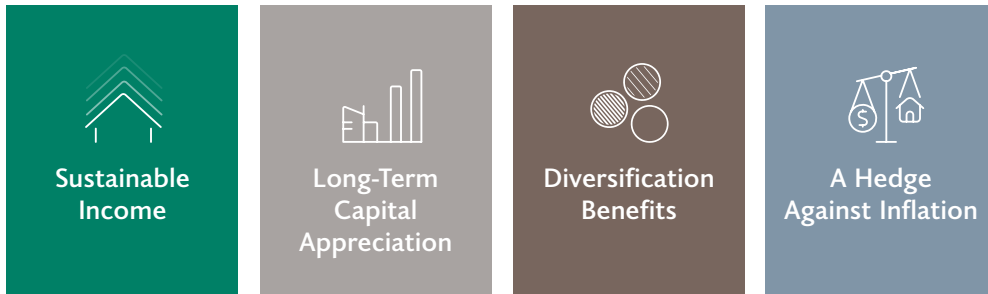 Sustainable
Income
Long-Term
Capital
Appreciation
Diversification
Benefits
$
A Hedge
Against Inflation